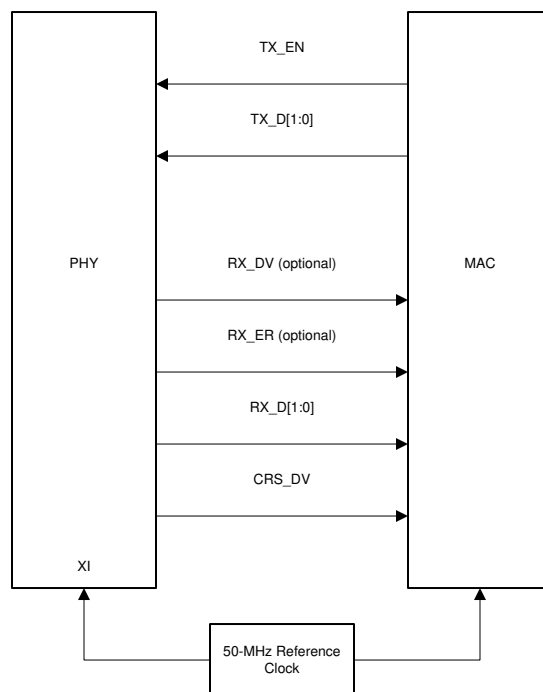 TX_EN
TX_D[1:0]
PHY
RX_DV (optional)
MAC
RX_ER (optional)
RX_D[1:0]
CRS_DV
XI
50-MHz Reference
Clock